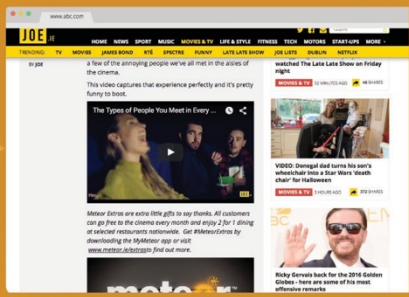 www.abc.com
JOE.ie
HOME NEWS SPORT MUSIC MOVIES & TV LIFE & STYLE FITNESS TECH MOTORS START-UPS MORE
TRENDING: TV MOVIES JAMES BOND RTÉ SPECTRE FUNNY LATE LATE SHOW JOE LISTS DUBLIN NETFLIX
BY JOE
a few of the annoying people we've all met in the aisles of
the cinema.
This video captures that experience perfectly and it's pretty
funny to boot.
The Types of People You Meet in Every ...
JOE
Meteor Extras are extra little gifts to say thanks. All customers
can go free to the cinema every month and enjoy 2 for 1 dining
at selected restaurants nationwide. Get #MeteorExtras by
downloading the MyMeteor app or visit
www.meteor.ie/extras to find out more.
meteor
watched The Late Late Show on Friday
night
MOVIES & TV 52 MINUTES AGO SHARES
VIDEO: Donegal dad turns his son's
wheelchair into a Star Wars 'death
chair' for Halloween
MOVIES & TV 3 HOURS AGO SHARES
Ricky Gervais back for the 2016 Golden
Globes - here are some of his most
offensive remarks